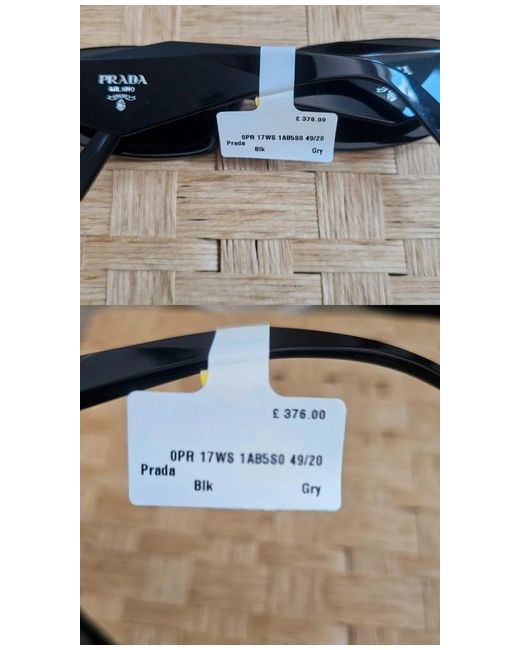 PRADA
MILANO
£ 376.00
0PR 17WS 1AB5S0 49/20
Prada
Blk Gry
£ 376.00
0PR 17WS 1AB5S0 49/20
Prada
Blk Gry